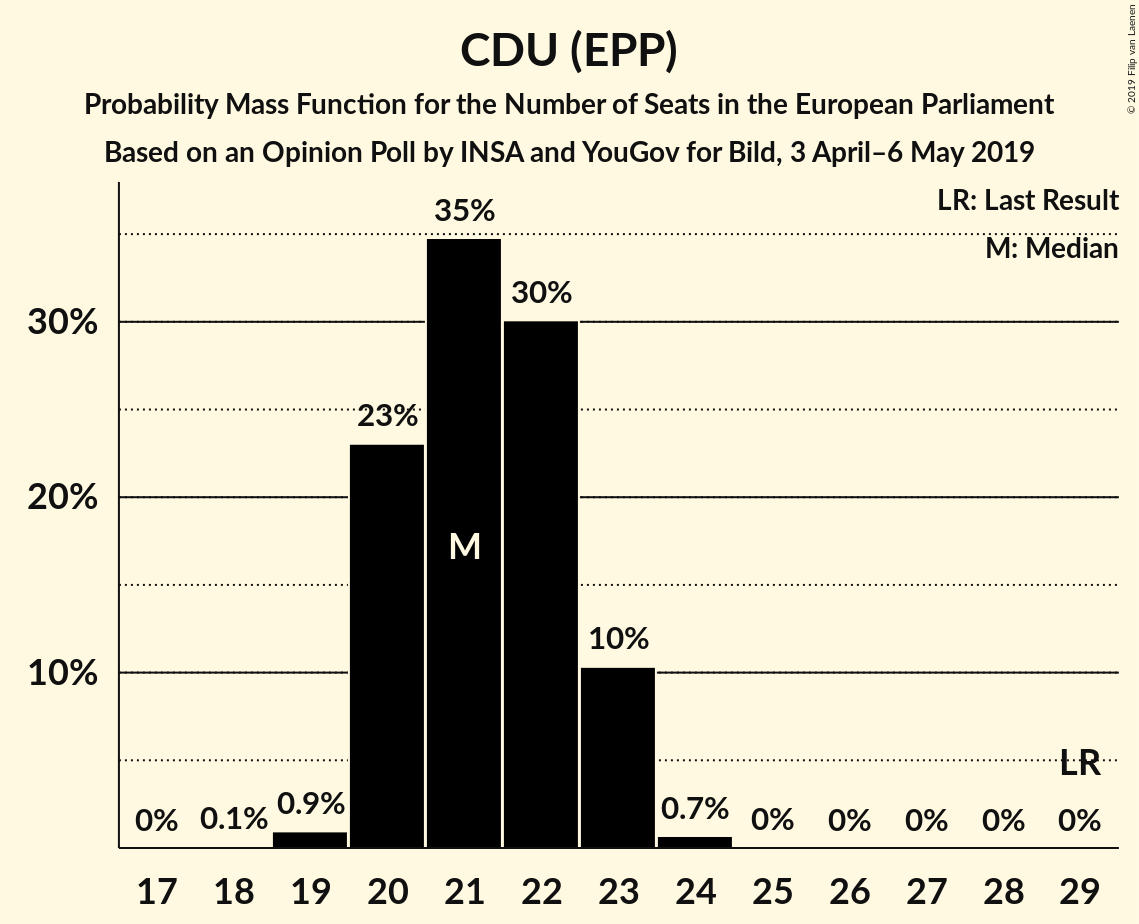 CDU (EPP)
Probability Mass Function for the Number of Seats in the European Parliament
Based on an Opinion Poll by INSA and YouGov for Bild, 3 April–6 May 2019
© 2019 Filip van Laenen
LR: Last Result
M: Median
35%
30%
23%
10%
0.9%
0.7%
0% 0.1% 0% 0% 0% 0% 0%
M
LR
30%
20%
10%
17 18 19 20 21 22 23 24 25 26 27 28 29